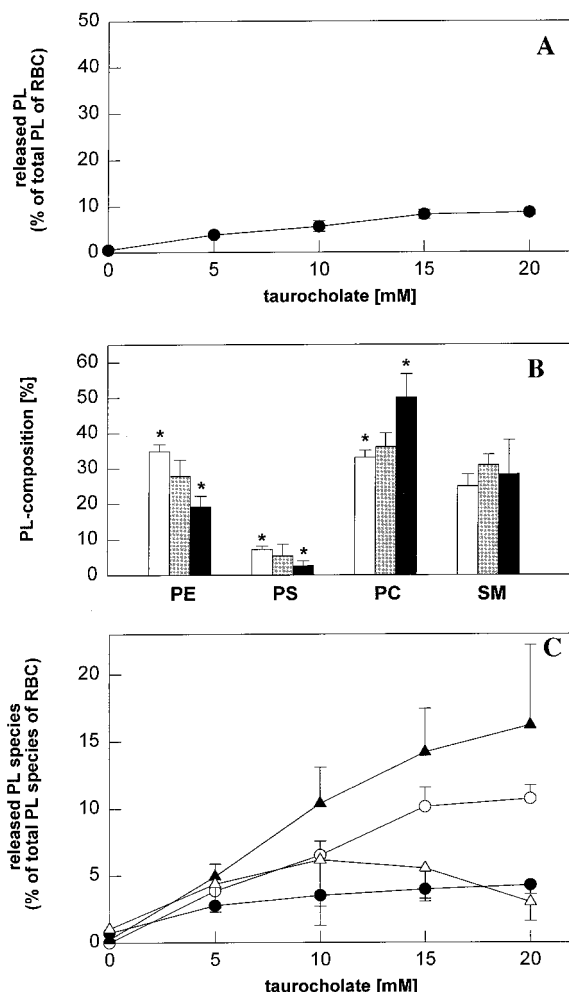 A
released PL
(% of total PL of RBC)
50
40
30
20
10
0
0 5 10 15 20
taurocholate [mM]
B
PL-composition [%]
60
50
40
30
20
10
0
* * * * * *
PE PS PC SM
C
released PL species
(% of total PL species of RBC)
20
15
10
5
0
0 5 10 15 20
taurocholate [mM]